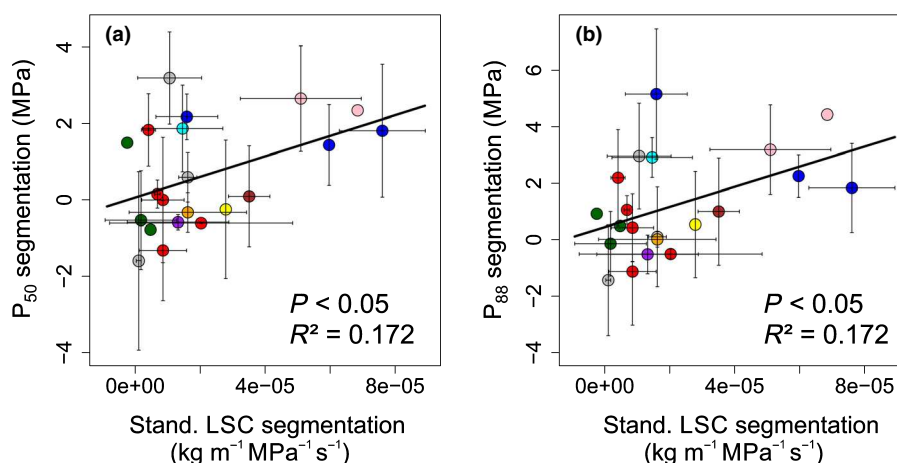 (a)
P₅₀ segmentation (MPa)
4
2
0
−2
−4
P < 0.05
R² = 0.172
0e+00 4e-05 8e-05
Stand. LSC segmentation
(kg m⁻¹ MPa⁻¹ s⁻¹)
(b)
P₈₈ segmentation (MPa)
6
4
2
0
−2
−4
P < 0.05
R² = 0.172
0e+00 4e-05 8e-05
Stand. LSC segmentation
(kg m⁻¹ MPa⁻¹ s⁻¹)